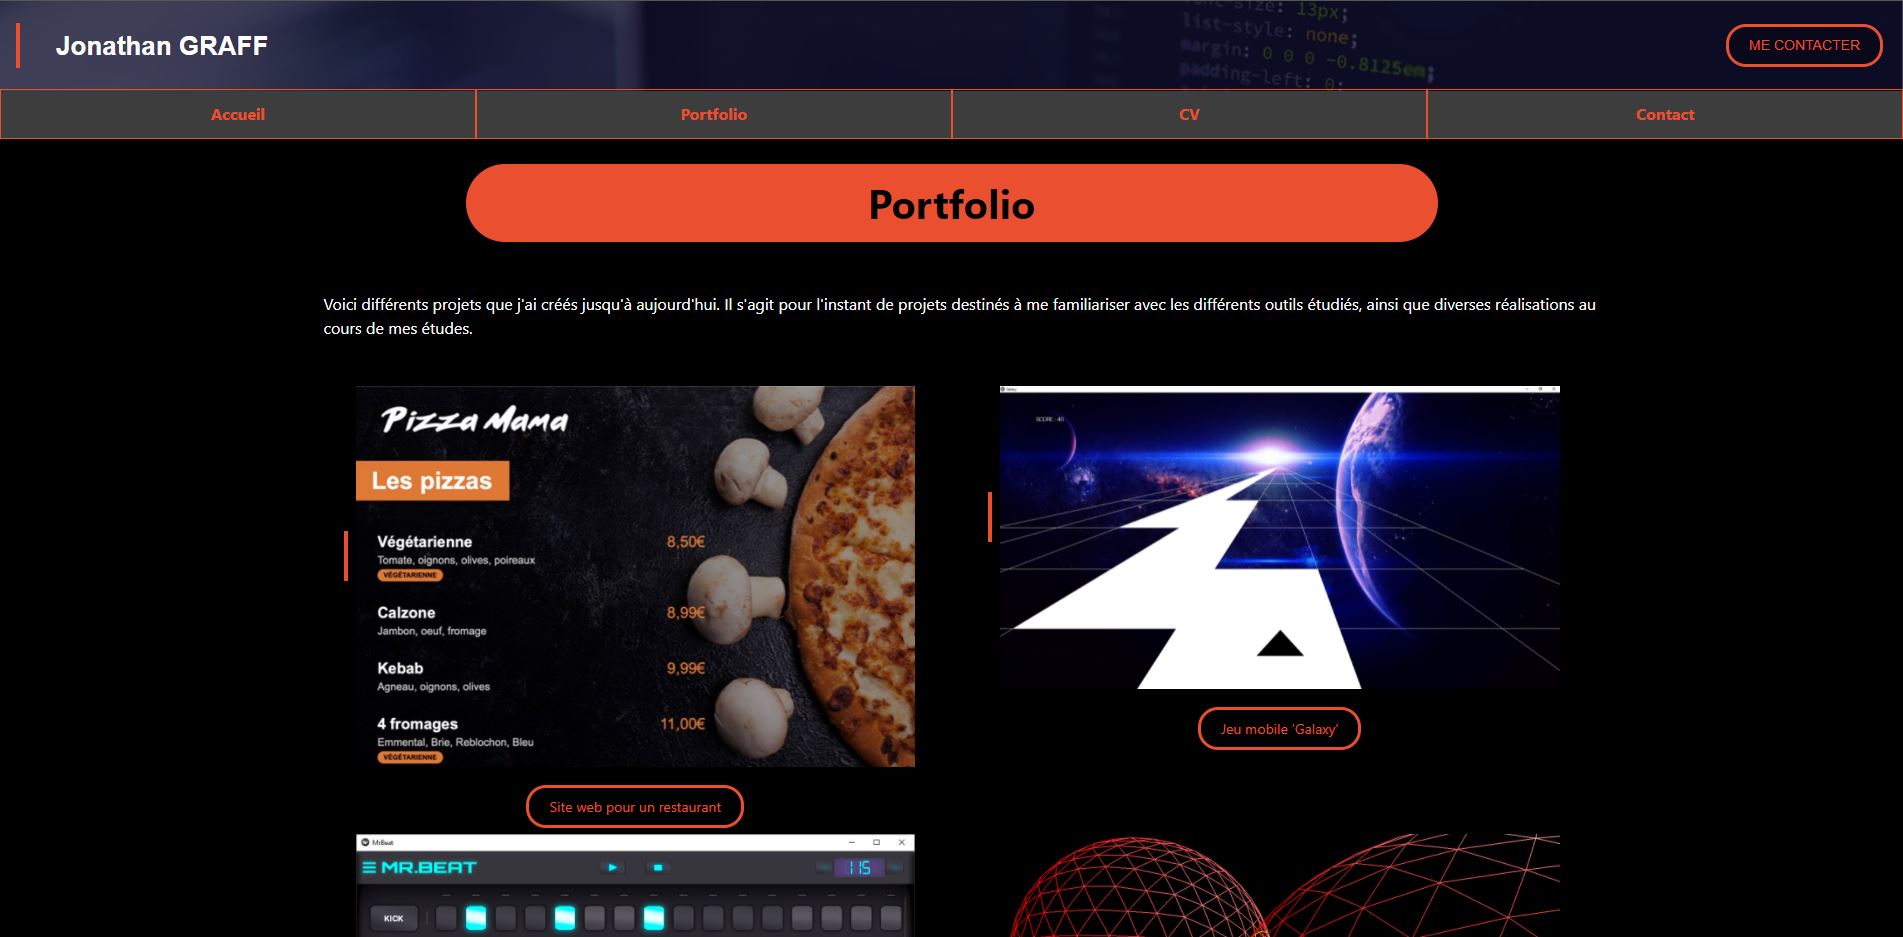 font-size: 13px;
list-style: none;
margin: 0 0 0 -0.8125em;
padding-left: 0;
Jonathan GRAFF
ME CONTACTER
Accueil
Portfolio
CV
Contact
Portfolio
Voici différents projets que j'ai créés jusqu'à aujourd'hui. Il s'agit pour l'instant de projets destinés à me familiariser avec les différents outils étudiés, ainsi que diverses réalisations au
cours de mes études.
Pizza Mama
Les pizzas
Végétarienne 8,50€
Tomate, oignons, olives, poireaux
VÉGÉTARIENNE
Calzone 8,99€
Jambon, oeuf, fromage
Kebab 9,99€
Agneau, oignons, olives
4 fromages 11,00€
Emmental, Brie, Reblochon, Bleu
VÉGÉTARIENNE
Site web pour un restaurant
Galaxy
SCORE : 46
Jeu mobile 'Galaxy'
MrBeat
MR.BEAT
115
KICK